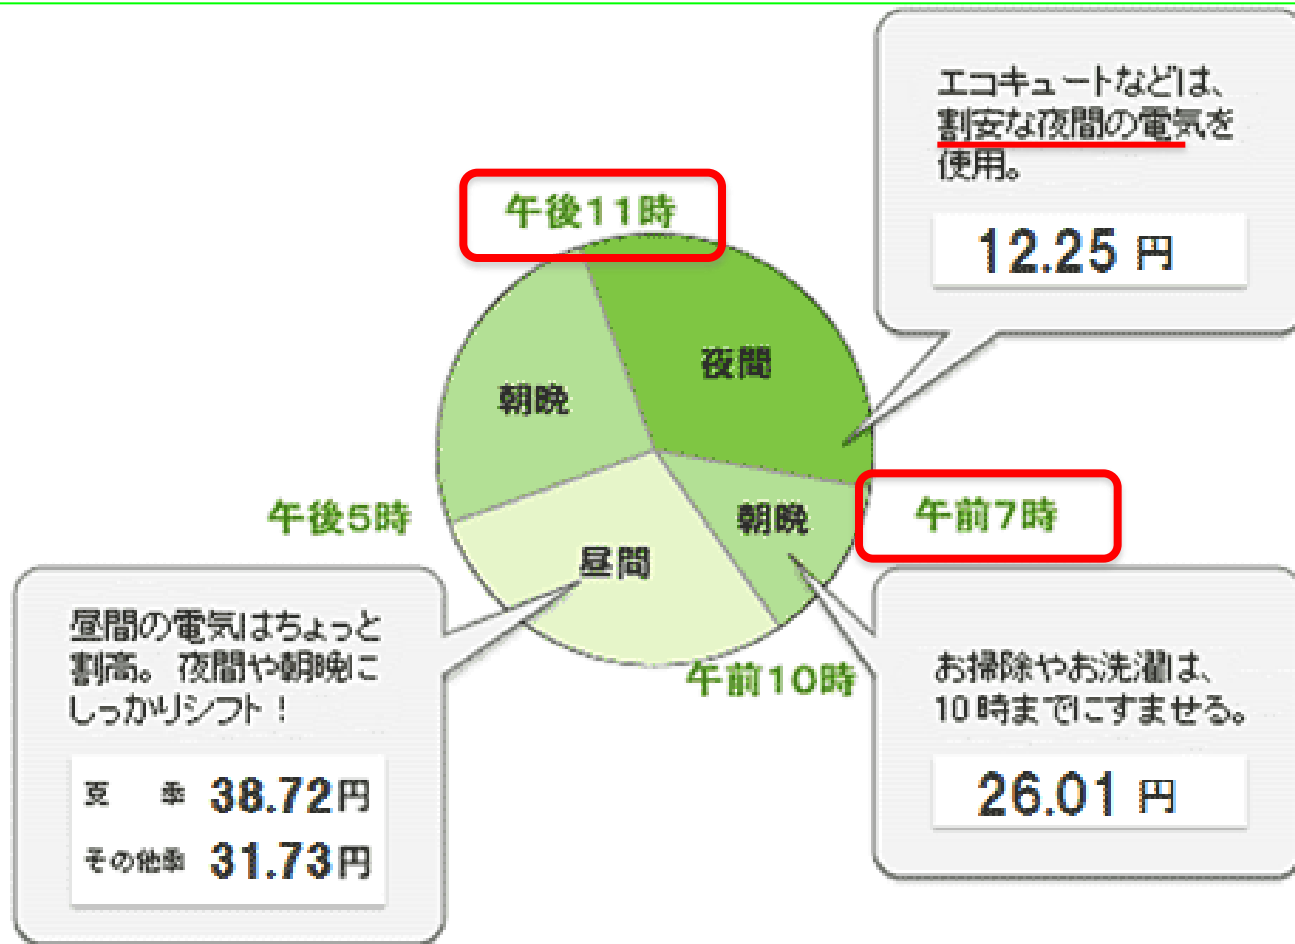 エコキュートなどは、
割安な夜間の電気を
使用。
12.25 円
午後11時
夜間
朝晩
午後5時
午前7時
朝晩
昼間
午前10時
昼間の電気はちょっと
割高。夜間や朝晩に
しっかりシフト！
夏 季 38.72円
その他季 31.73円
お掃除やお洗濯は、
10時までにすませる。
26.01 円